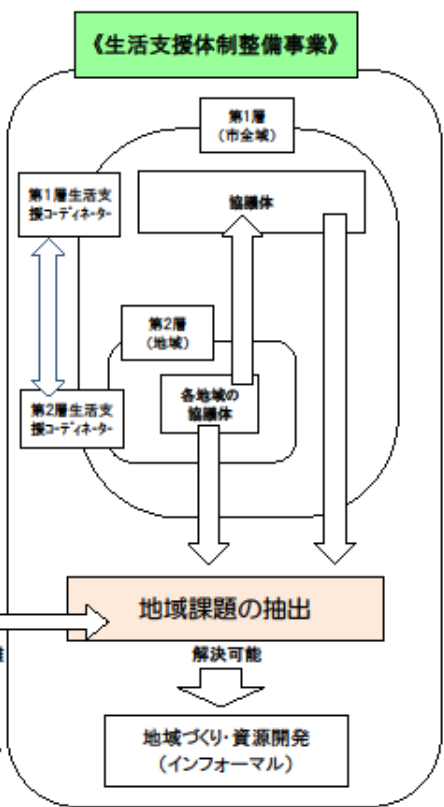 《生活支援体制整備事業》
第1層
(市全域)
第1層生活支
援コーディネーター
協議体
第2層
(地域)
各地域の
協議体
第2層生活支
援コーディネーター
地域課題の抽出
解決可能
地域づくり・資源開発
(インフォーマル)